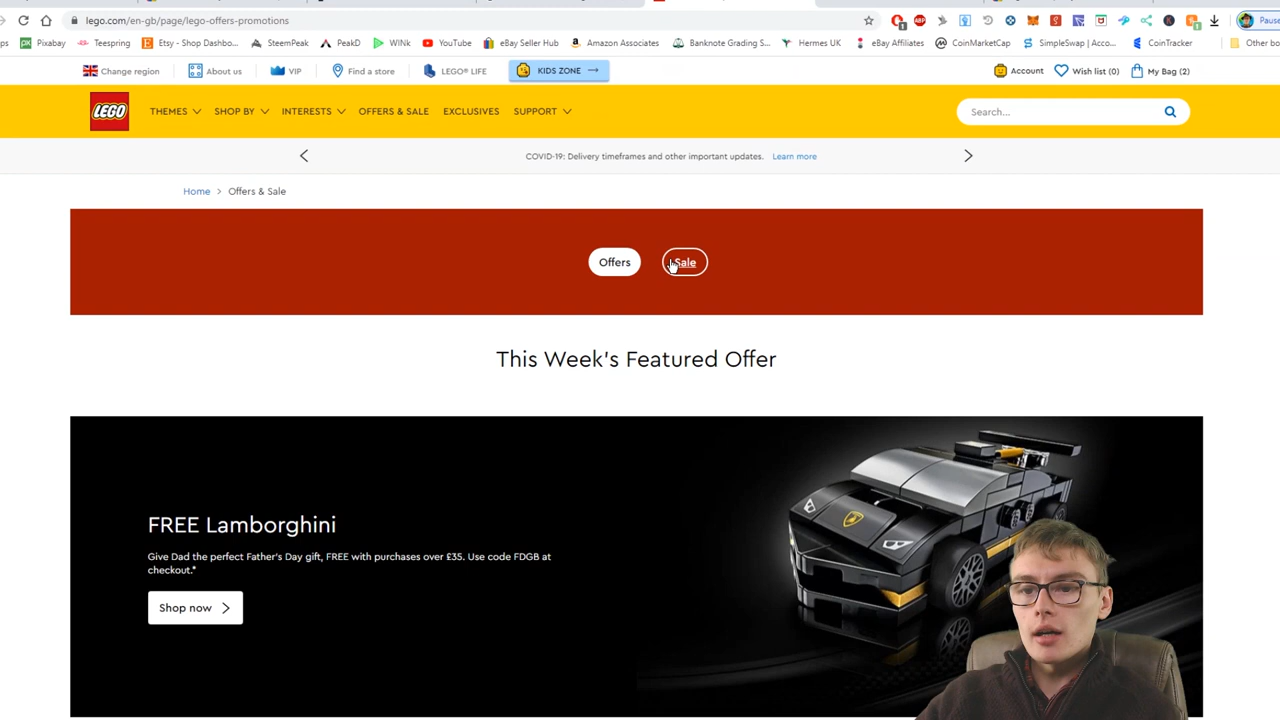 lego.com/en-gb/page/lego-offers-promotions
Pause
Pixabay Teespring Etsy - Shop Dashbo... SteemPeak PeakD WINk YouTube eBay Seller Hub Amazon Associates Banknote Grading S... Hermes UK eBay Affiliates CoinMarketCap SimpleSwap | Acco... CoinTracker Other bo
Change region About us VIP Find a store LEGO® LIFE KIDS ZONE Account Wish list (0) My Bag (2)
LEGO THEMES SHOP BY INTERESTS OFFERS & SALE EXCLUSIVES SUPPORT Search...
COVID-19: Delivery timeframes and other important updates. Learn more
Home > Offers & Sale
Offers Sale
This Week's Featured Offer
FREE Lamborghini
Give Dad the perfect Father's Day gift, FREE with purchases over £35. Use code FDGB at
checkout.*
Shop now